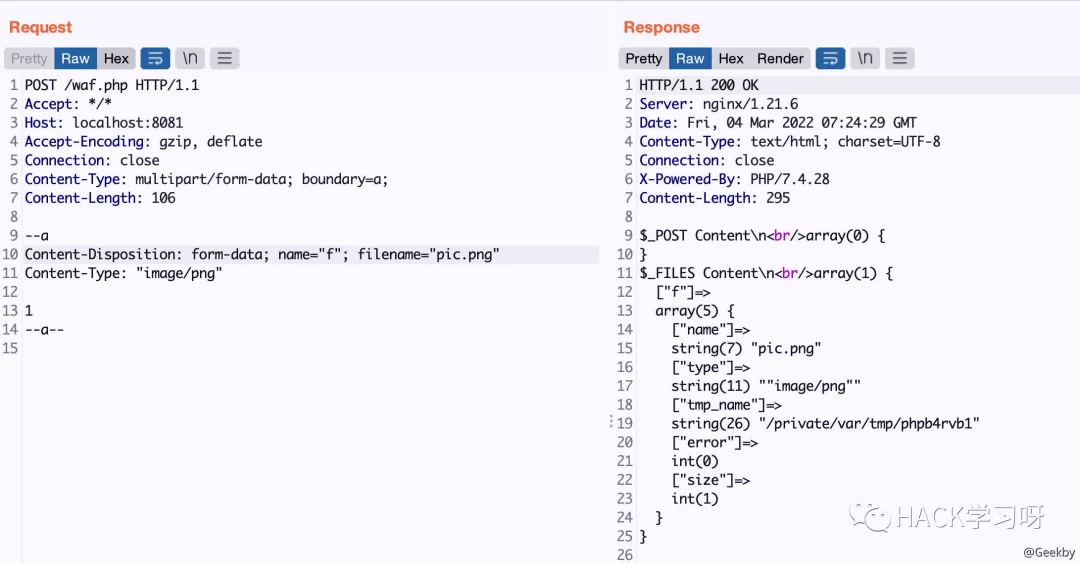 Request
Pretty Raw Hex \n
1 POST /waf.php HTTP/1.1
2 Accept: */*
3 Host: localhost:8081
4 Accept-Encoding: gzip, deflate
5 Connection: close
6 Content-Type: multipart/form-data; boundary=a;
7 Content-Length: 106
8
9 --a
10 Content-Disposition: form-data; name="f"; filename="pic.png"
11 Content-Type: "image/png"
12
13 1
14 --a--
15
Response
Pretty Raw Hex Render \n
1 HTTP/1.1 200 OK
2 Server: nginx/1.21.6
3 Date: Fri, 04 Mar 2022 07:24:29 GMT
4 Content-Type: text/html; charset=UTF-8
5 Connection: close
6 X-Powered-By: PHP/7.4.28
7 Content-Length: 295
8
9 $_POST Content\n<br/>array(0) {
10 }
11 $_FILES Content\n<br/>array(1) {
12 ["f"]=>
13 array(5) {
14 ["name"]=>
15 string(7) "pic.png"
16 ["type"]=>
17 string(11) ""image/png""
18 ["tmp_name"]=>
19 string(26) "/private/var/tmp/phpb4rvb1"
20 ["error"]=>
21 int(0)
22 ["size"]=>
23 int(1)
24 }
25 }
26
HACK学习呀
@Geekby